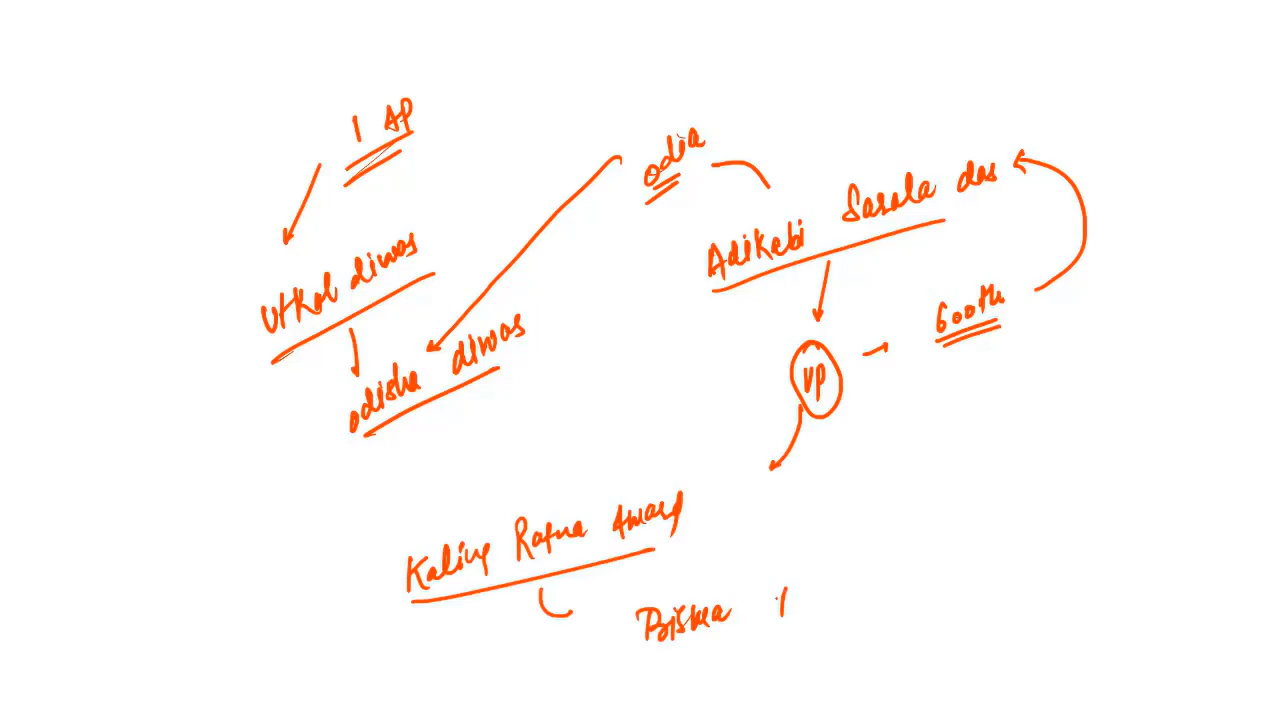 1 AP
odia
Adikabi Sarala das
Utkal diwas
600th
odisha diwas
VP
Kaling Ratna Award